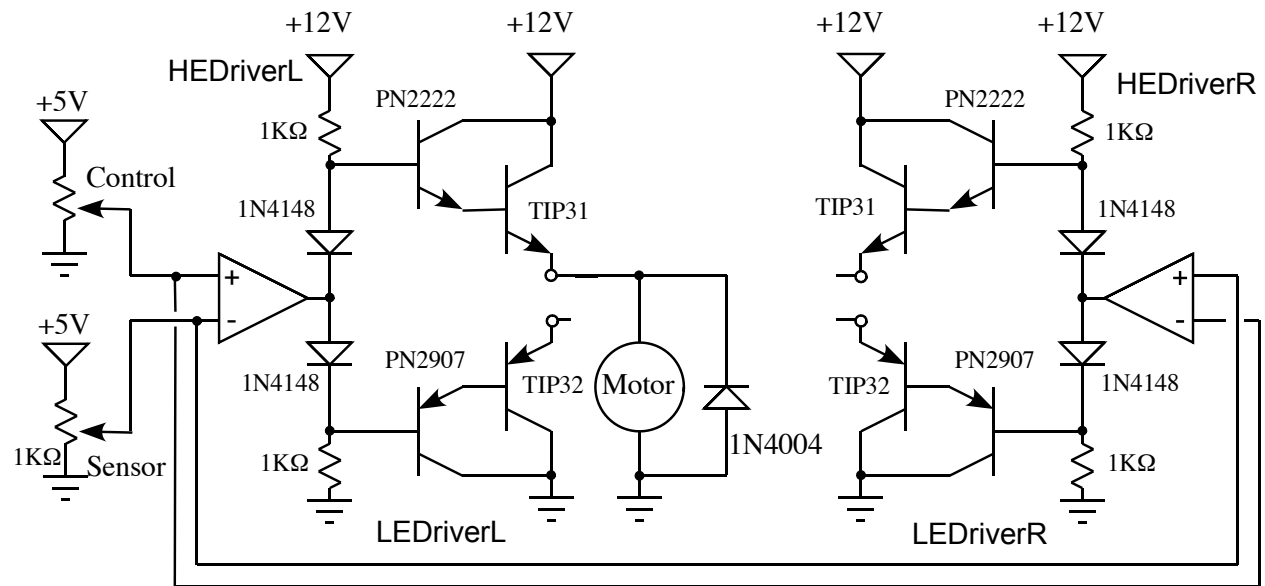 +12V
+12V
+12V
+12V
HEDriverL
HEDriverR
PN2222
PN2222
+5V
1KΩ
1KΩ
Control
1N4148
TIP31
TIP31
1N4148
+
-
+
-
+5V
1N4148
PN2907
TIP32
Motor
TIP32
PN2907
1N4148
1N4004
1KΩ
Sensor
1KΩ
1KΩ
LEDriverL
LEDriverR